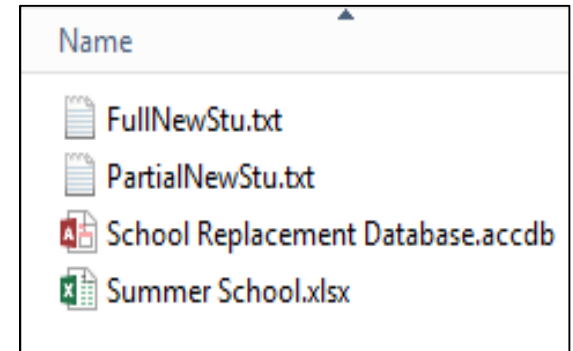 Name
FullNewStu.txt
PartialNewStu.txt
School Replacement Database.accdb
Summer School.xlsx